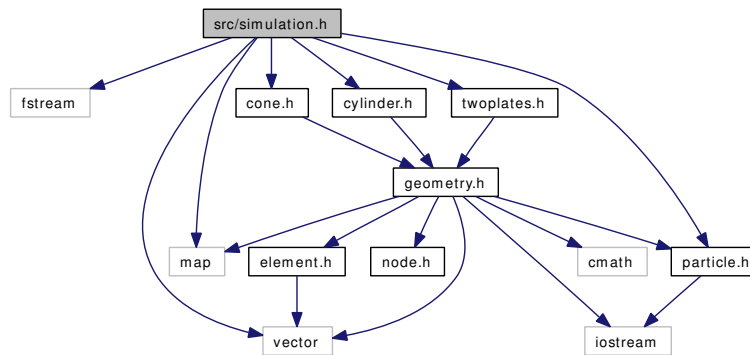 src/simulation.h
fstream
cone.h
cylinder.h
twoplates.h
geometry.h
map
element.h
node.h
cmath
particle.h
vector
iostream